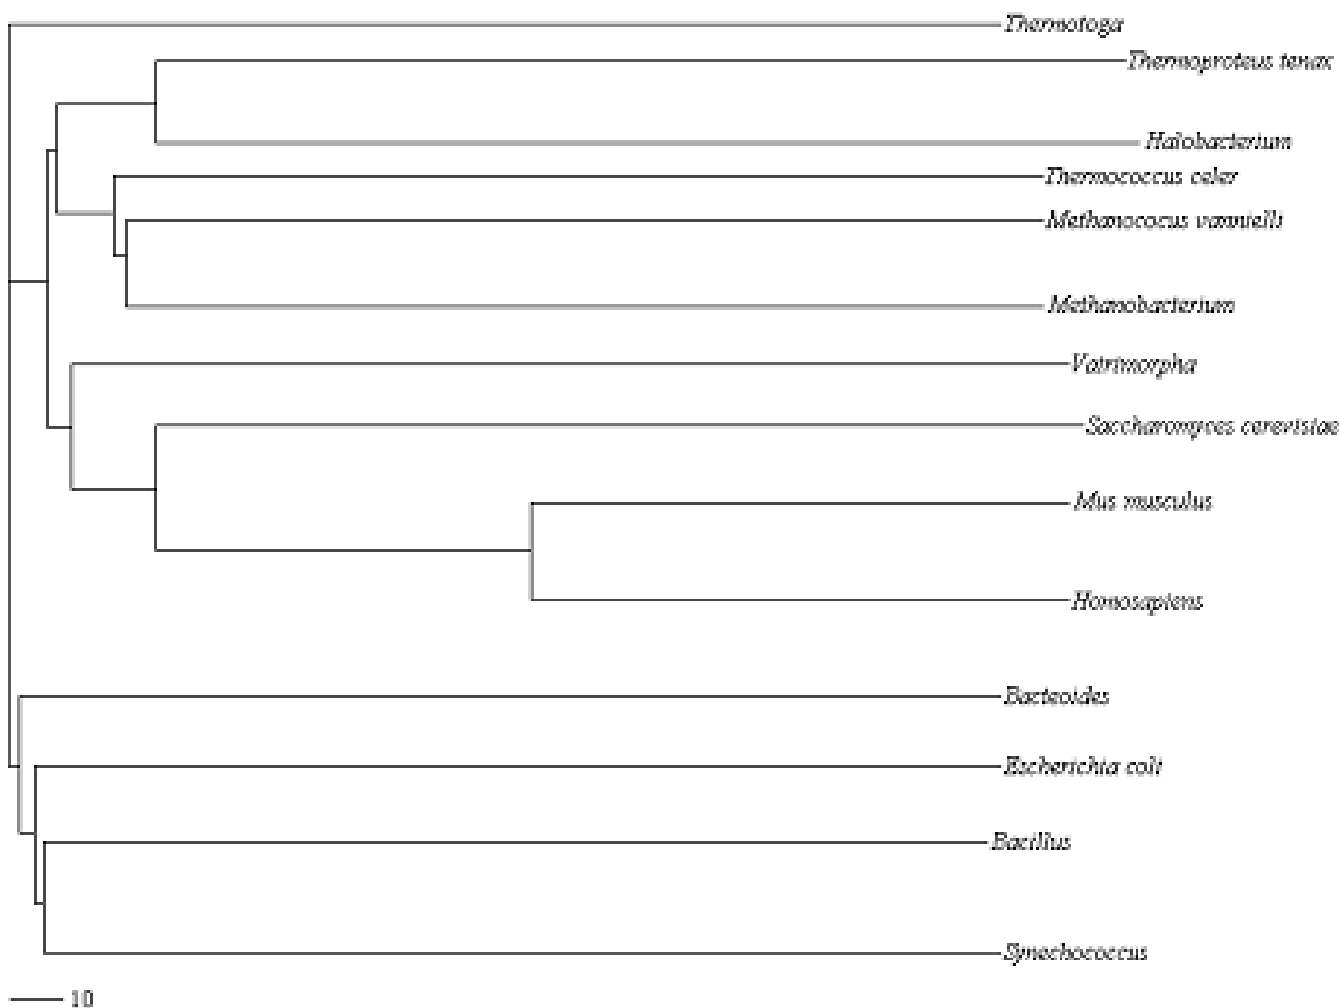 Thermotoga
Thermoproteus tenax
Halobacterium
Thermococcus celer
Methanococus vannielli
Methanobacterium
Vairimorpha
Saccharomyces cerevisiae
Mus musculus
Homosapiens
Bacteoides
Escherichia coli
Bacillus
Synechococcus
10